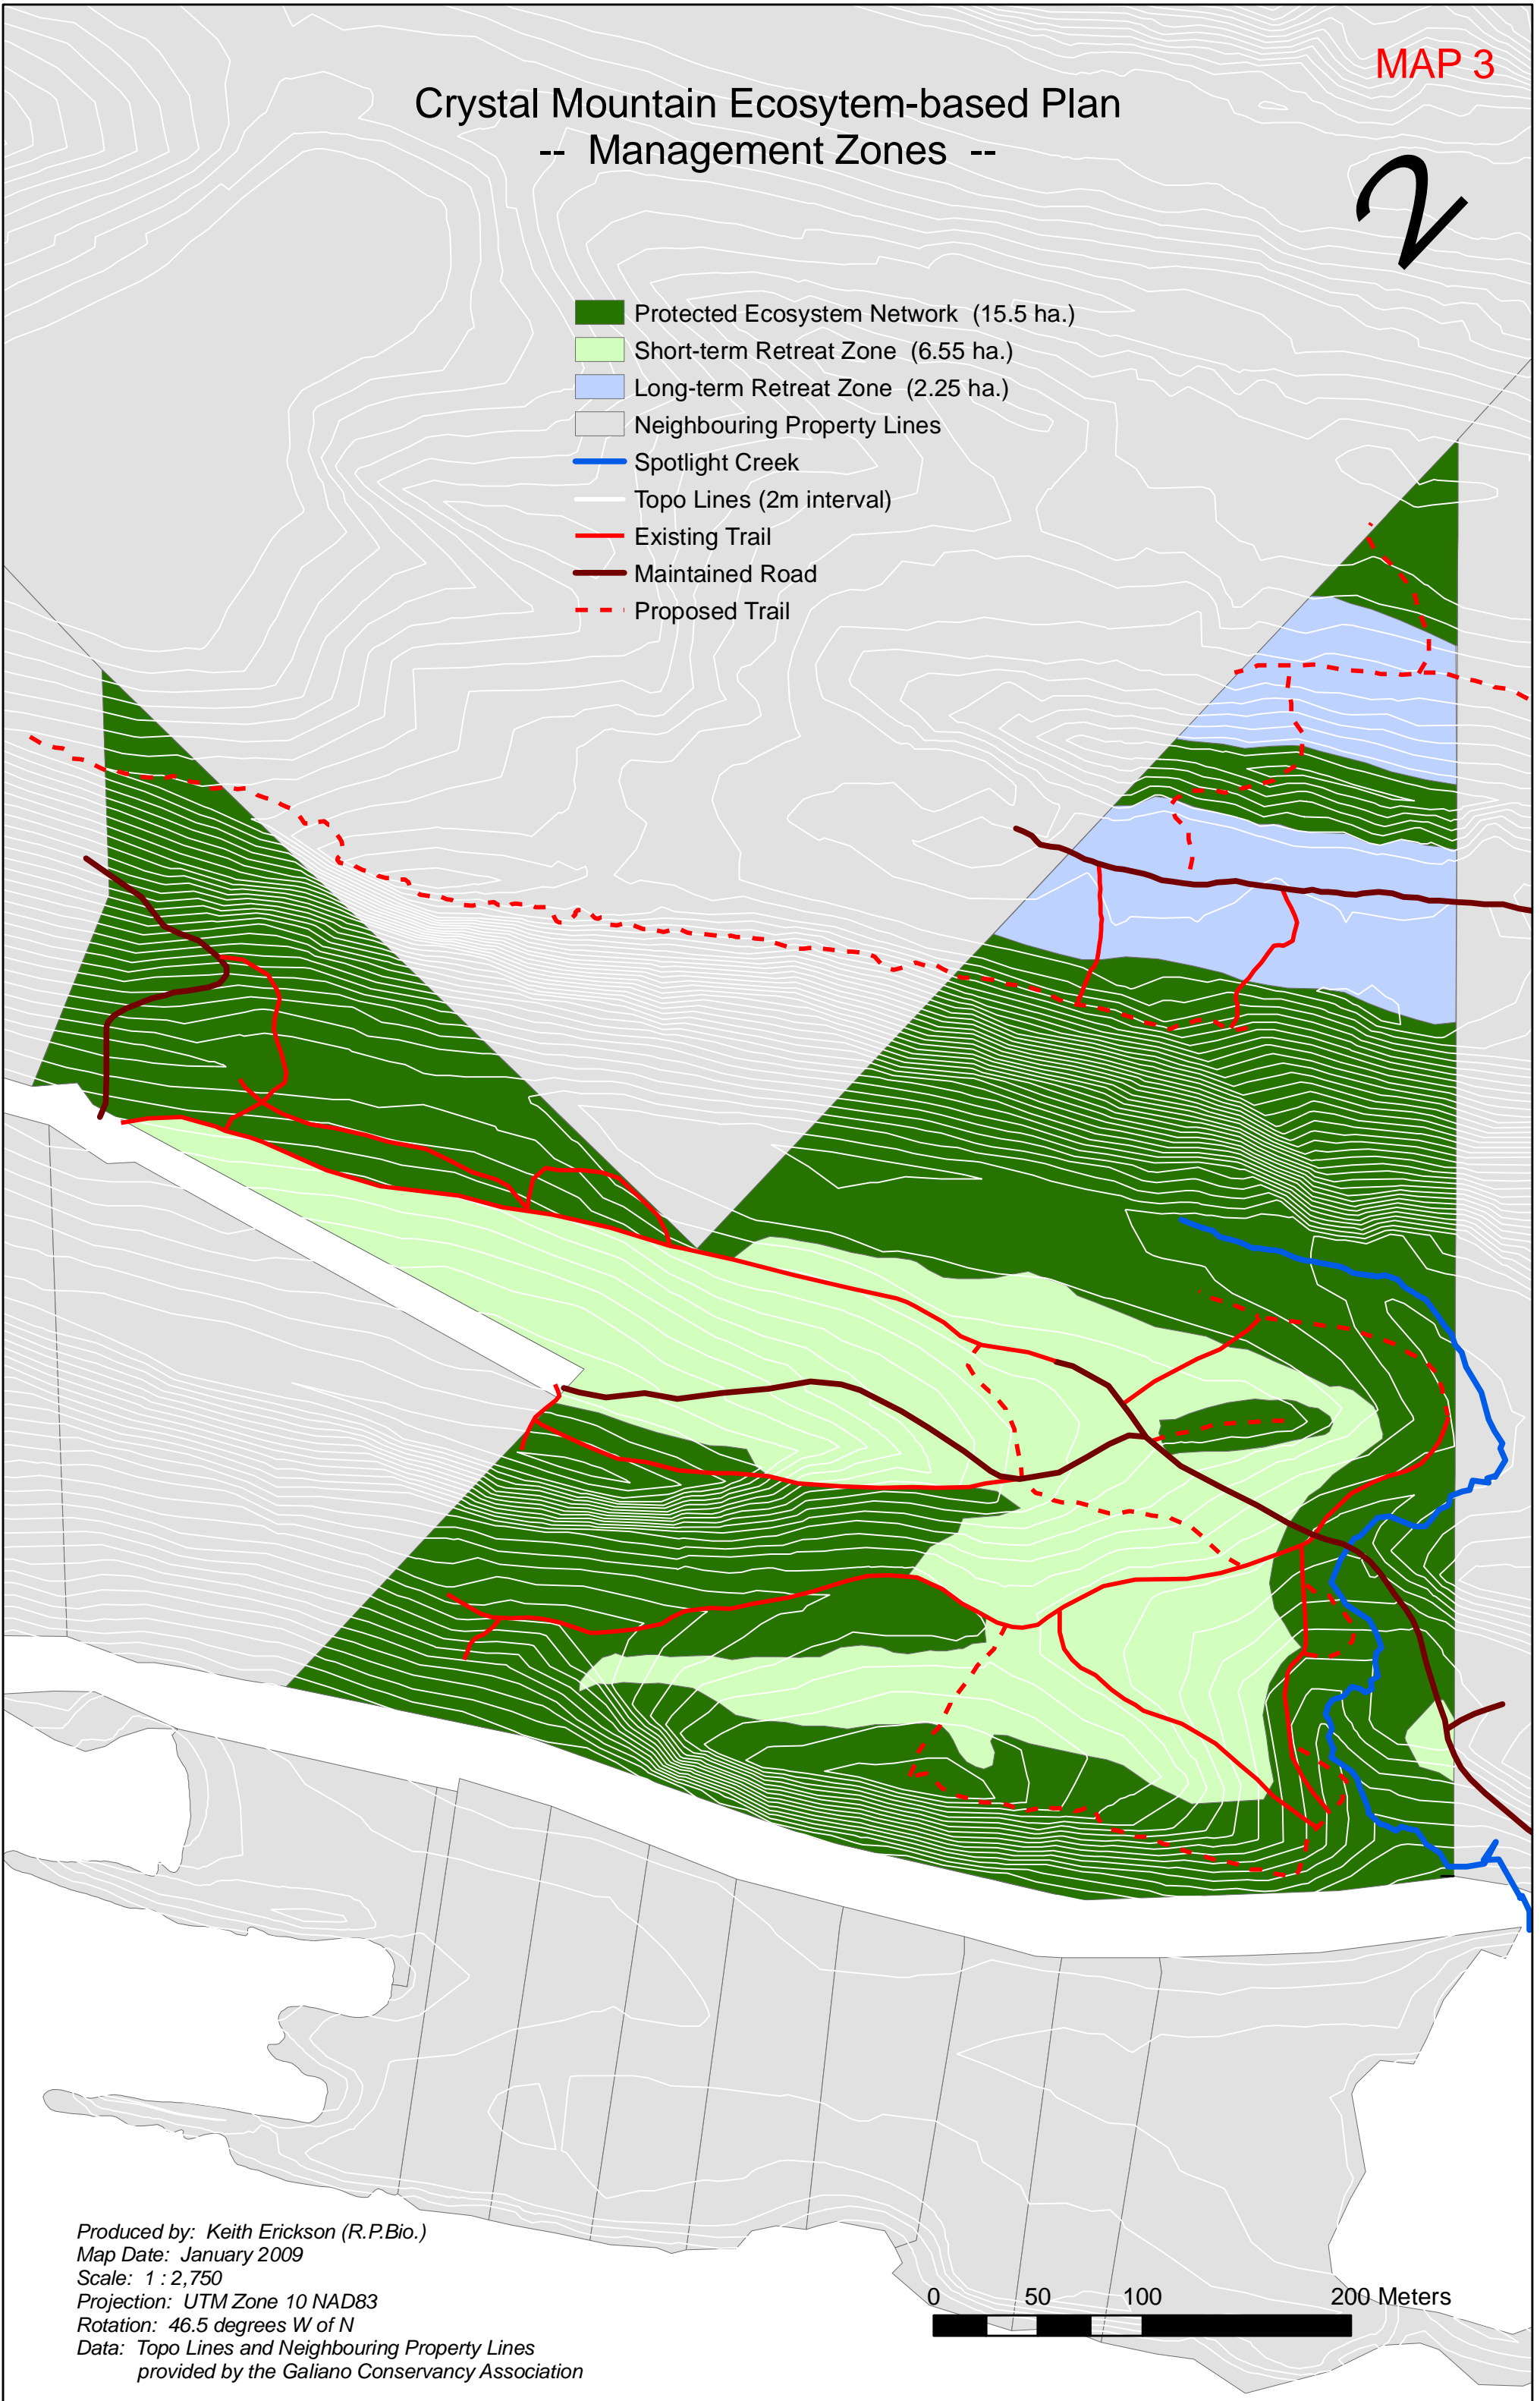 MAP 3
Crystal Mountain Ecosytem-based Plan
-- Management Zones --
Protected Ecosystem Network (15.5 ha.)
Short-term Retreat Zone (6.55 ha.)
Long-term Retreat Zone (2.25 ha.)
Neighbouring Property Lines
Spotlight Creek
Topo Lines (2m interval)
Existing Trail
Maintained Road
Proposed Trail
Produced by: Keith Erickson (R.P.Bio.)
Map Date: January 2009
Scale: 1 : 2,750
Projection: UTM Zone 10 NAD83
Rotation: 46.5 degrees W of N
Data: Topo Lines and Neighbouring Property Lines
provided by the Galiano Conservancy Association
0 50 100 200 Meters